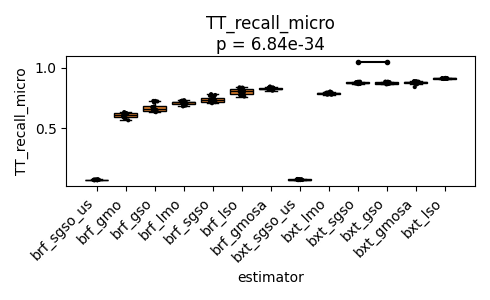 TT_recall_micro
p = 6.84e-34
TT_recall_micro
1.0
0.5
brf_sgso_us
brf_gmo
brf_gso
brf_lmo
brf_sgso
brf_lso
brf_gmosa
bxt_sgso_us
bxt_lmo
bxt_sgso
bxt_gso
bxt_gmosa
bxt_lso
estimator